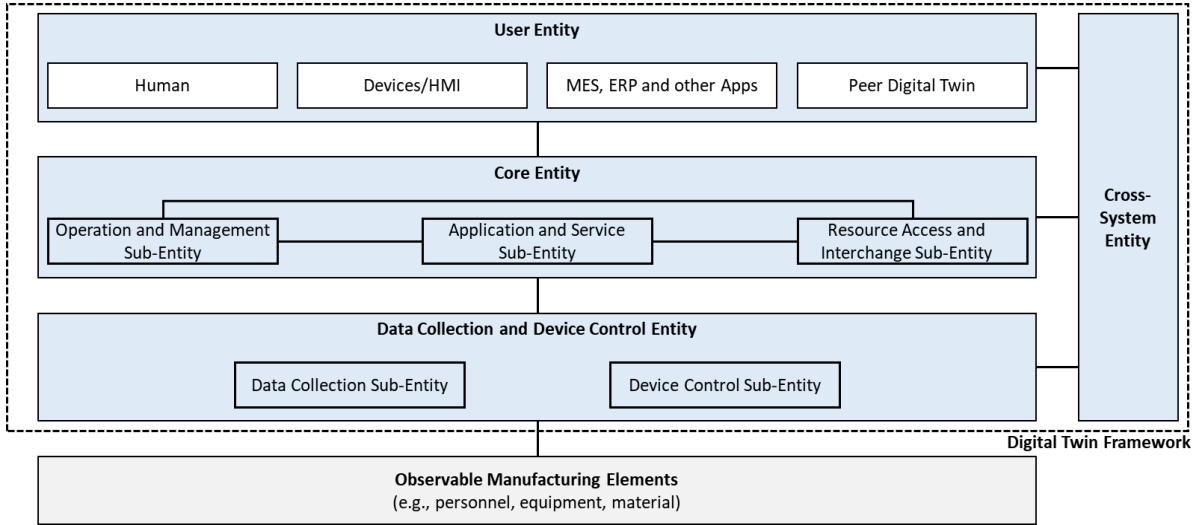 User Entity
Human
Devices/HMI
MES, ERP and other Apps
Peer Digital Twin
Core Entity
Operation and Management
Sub-Entity
Application and Service
Sub-Entity
Resource Access and
Interchange Sub-Entity
Cross-
System
Entity
Data Collection and Device Control Entity
Data Collection Sub-Entity
Device Control Sub-Entity
Digital Twin Framework
Observable Manufacturing Elements
(e.g., personnel, equipment, material)